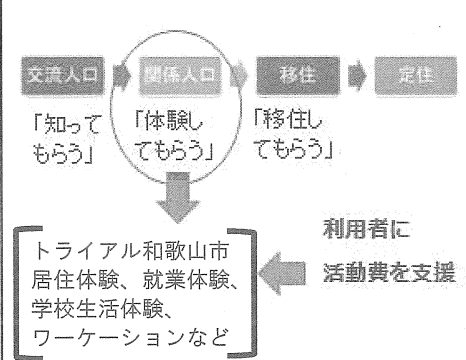 交流人口
関係人口
移住
定住
「知って
もらう」
「体験し
てもらう」
「移住し
てもらう」
トライアル和歌山市
居住体験、就業体験、
学校生活体験、
ワーケーションなど
利用者に
活動費を支援